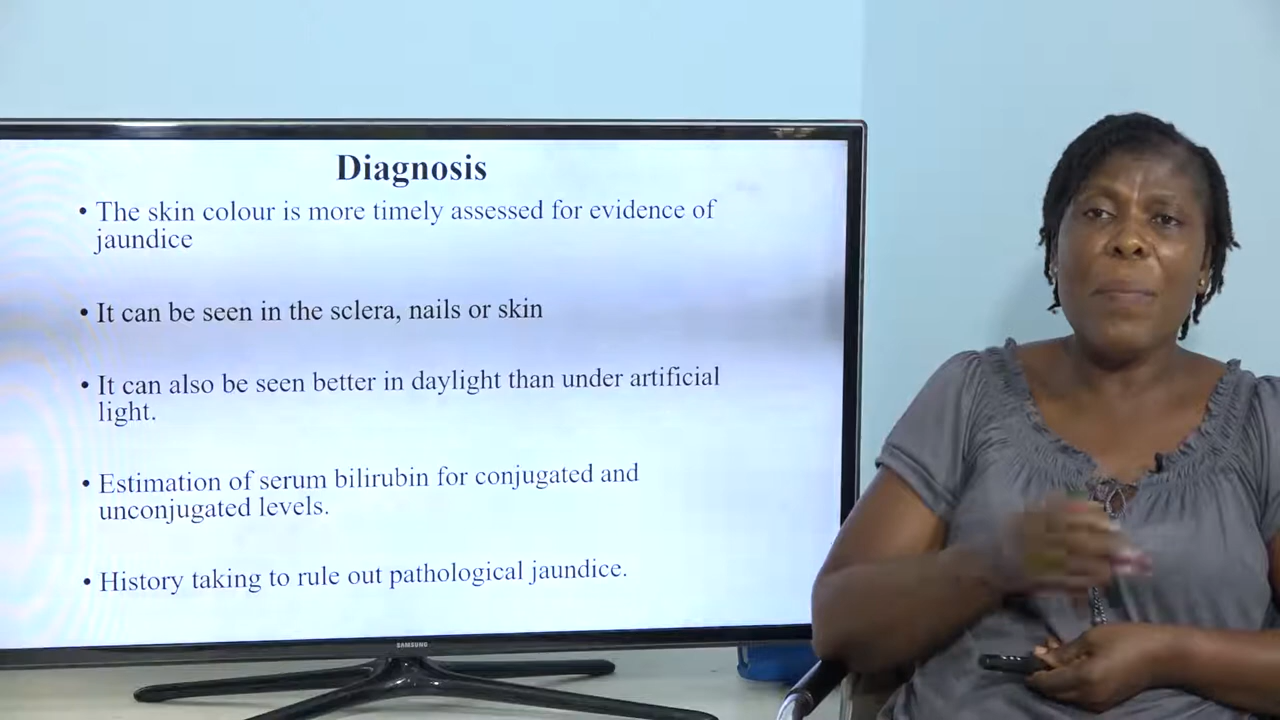 Diagnosis
• The skin colour is more timely assessed for evidence of
jaundice
• It can be seen in the sclera, nails or skin
• It can also be seen better in daylight than under artificial
light.
• Estimation of serum bilirubin for conjugated and
unconjugated levels.
• History taking to rule out pathological jaundice.
SAMSUNG